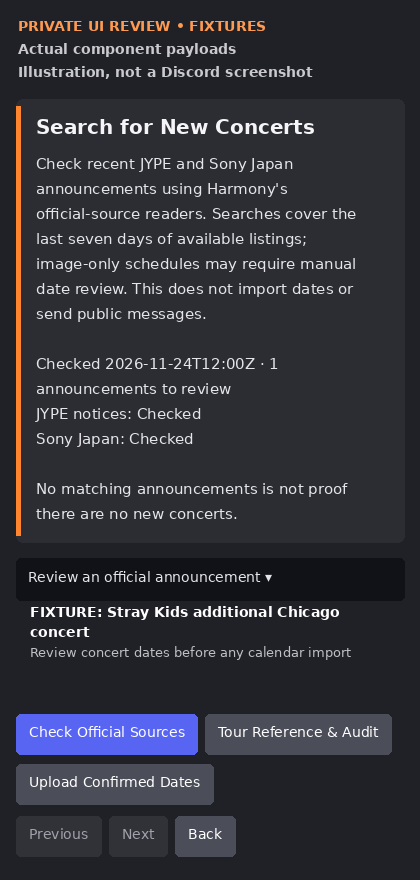 PRIVATE UI REVIEW • FIXTURES
Actual component payloads
Illustration, not a Discord screenshot
Search for New Concerts
Check recent JYPE and Sony Japan
announcements using Harmony's
official-source readers. Searches cover the
last seven days of available listings;
image-only schedules may require manual
date review. This does not import dates or
send public messages.
Checked 2026-11-24T12:00Z · 1
announcements to review
JYPE notices: Checked
Sony Japan: Checked
No matching announcements is not proof
there are no new concerts.
Review an official announcement ▾
FIXTURE: Stray Kids additional Chicago
concert
Review concert dates before any calendar import
Check Official Sources Tour Reference & Audit
Upload Confirmed Dates
Previous Next Back